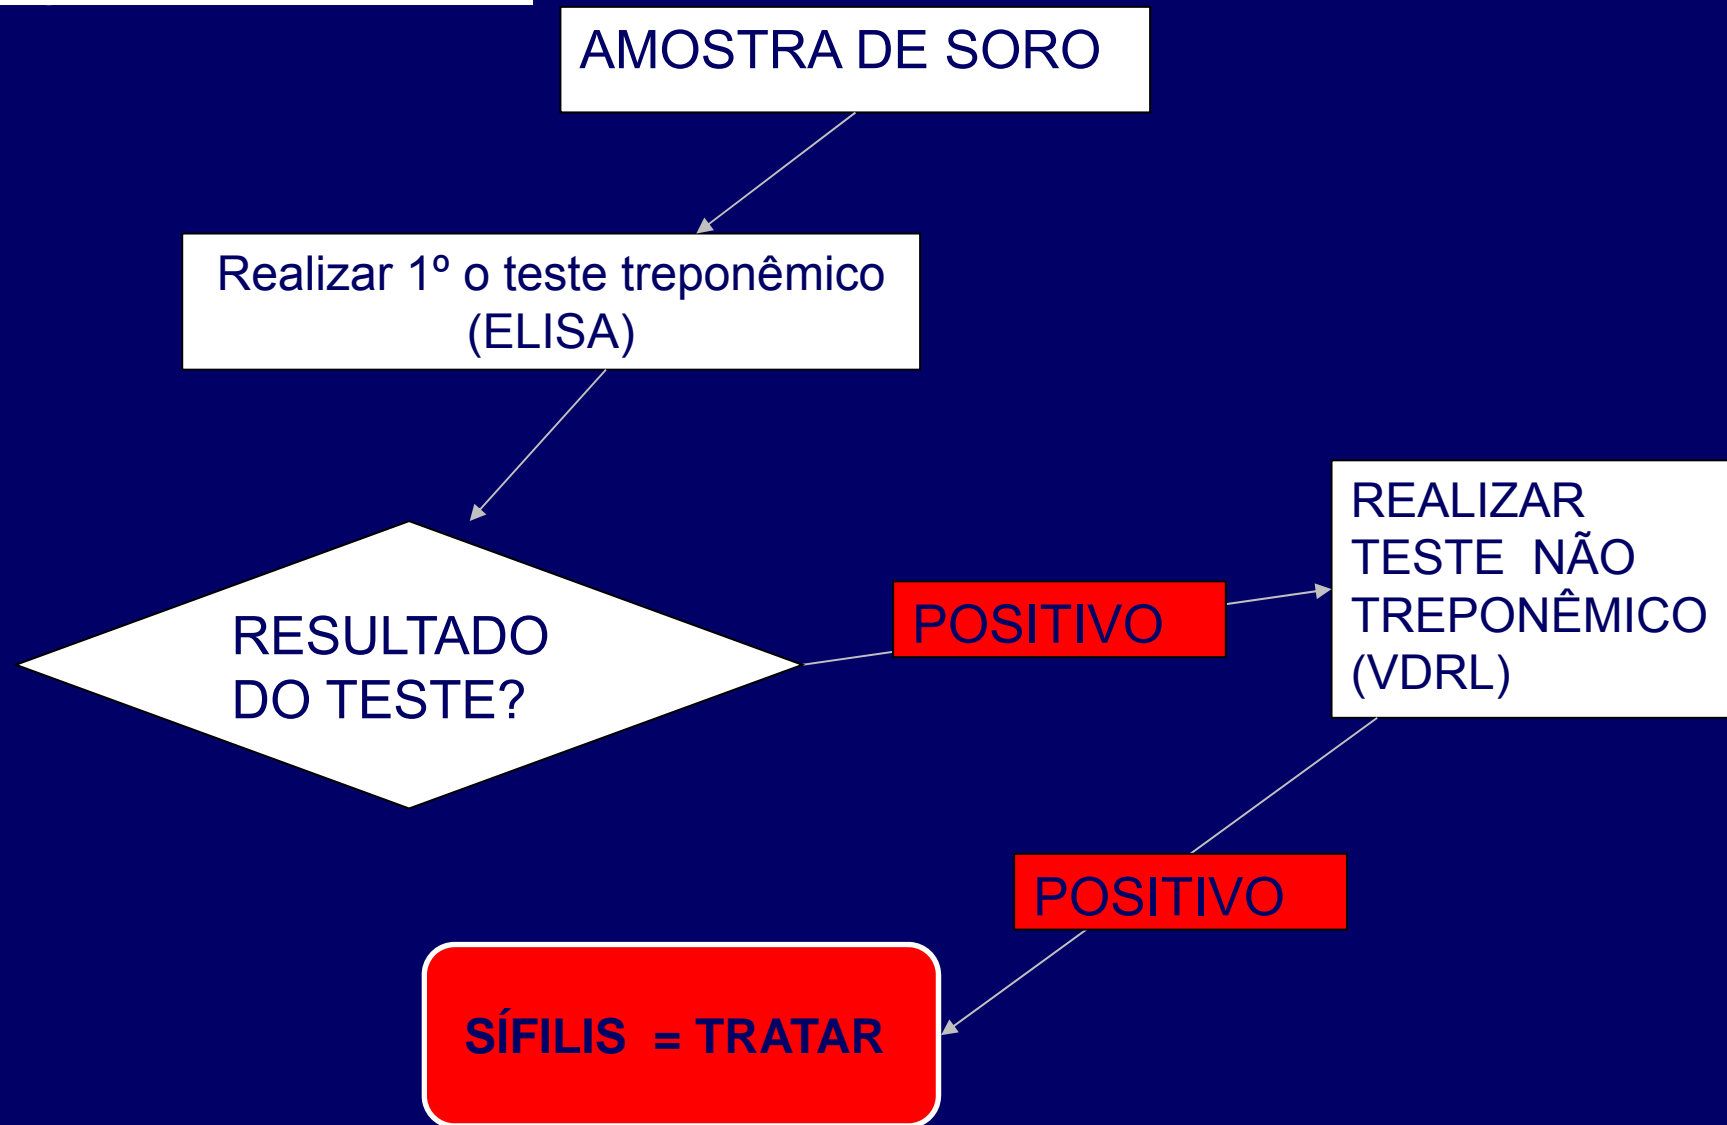 AMOSTRA DE SORO
Realizar 1º o teste treponêmico
(ELISA)
RESULTADO
DO TESTE?
POSITIVO
REALIZAR
TESTE NÃO
TREPONÊMICO
(VDRL)
POSITIVO
SÍFILIS = TRATAR